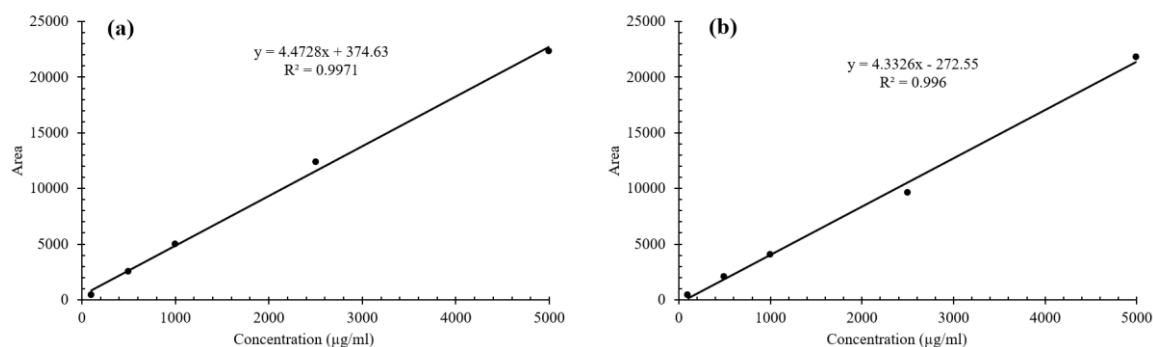 (a)
y = 4.4728x + 374.63
R² = 0.9971
25000
20000
15000
10000
5000
0
Area
0 1000 2000 3000 4000 5000
Concentration (µg/ml)
(b)
y = 4.3326x - 272.55
R² = 0.996
25000
20000
15000
10000
5000
0
Area
0 1000 2000 3000 4000 5000
Concentration (µg/ml)